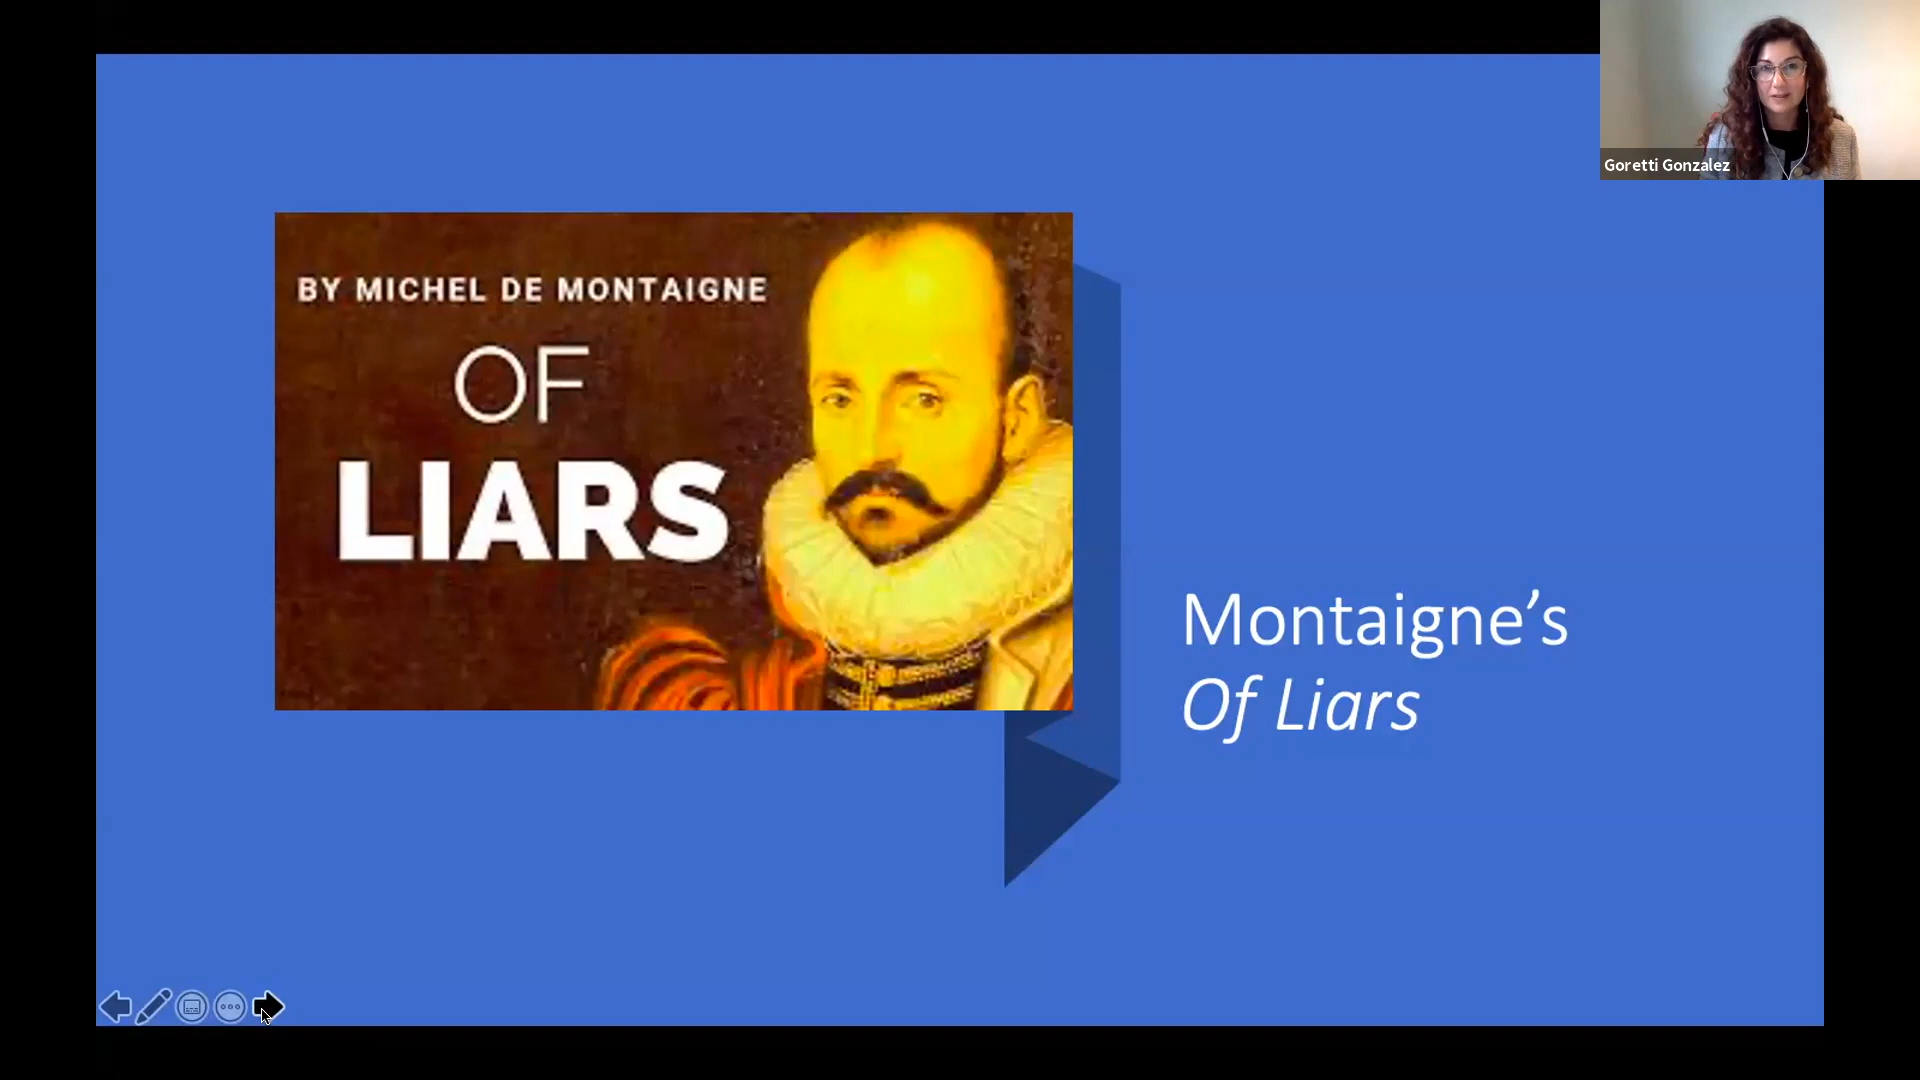 Goretti Gonzalez
BY MICHEL DE MONTAIGNE
OF
LIARS
Montaigne’s
Of Liars